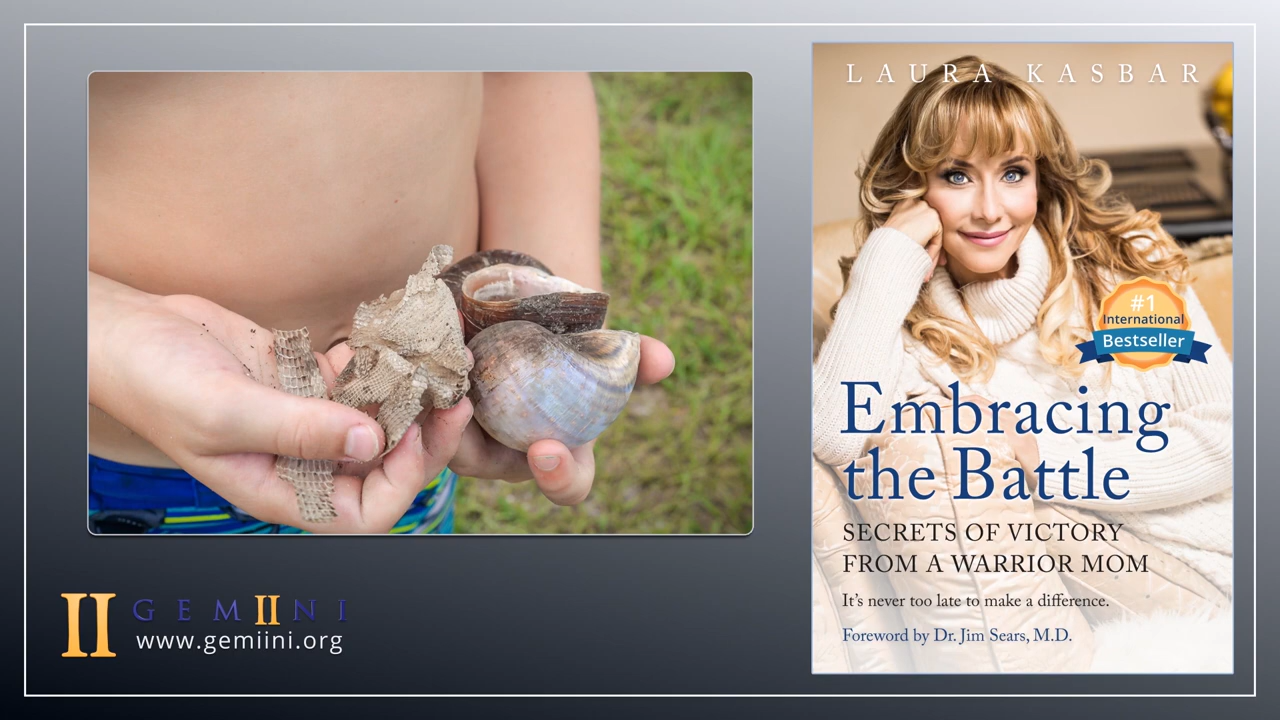 LAURA KASBAR
#1
International
Bestseller
Embracing
the Battle
SECRETS OF VICTORY
FROM A WARRIOR MOM
It's never too late to make a difference.
Foreword by Dr. Jim Sears, M.D.
II GEMIINI
www.gemiini.org